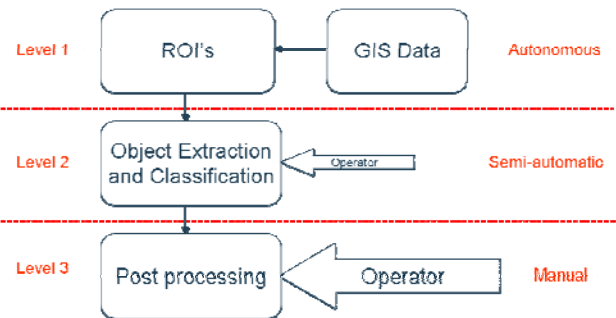 Level 1
ROI's
GIS Data
Autonomous
Level 2
Object Extraction
and Classification
Operator
Semi-automatic
Level 3
Post processing
Operator
Manual